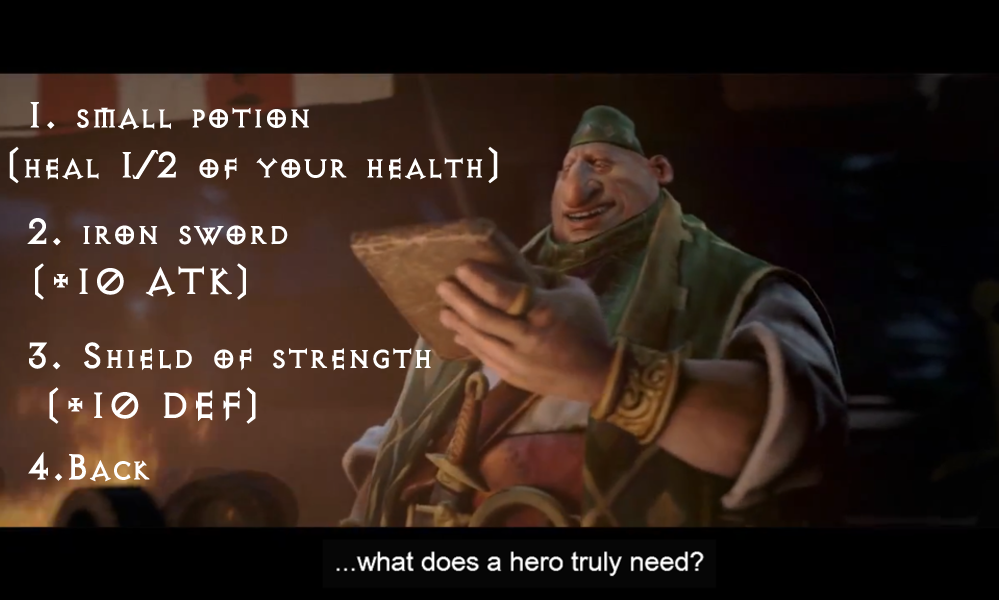 1. small potion
(heal 1/2 of your health)
2. iron sword
(+10 ATK)
3. Shield of strength
(+10 DEF)
4.Back
...what does a hero truly need?